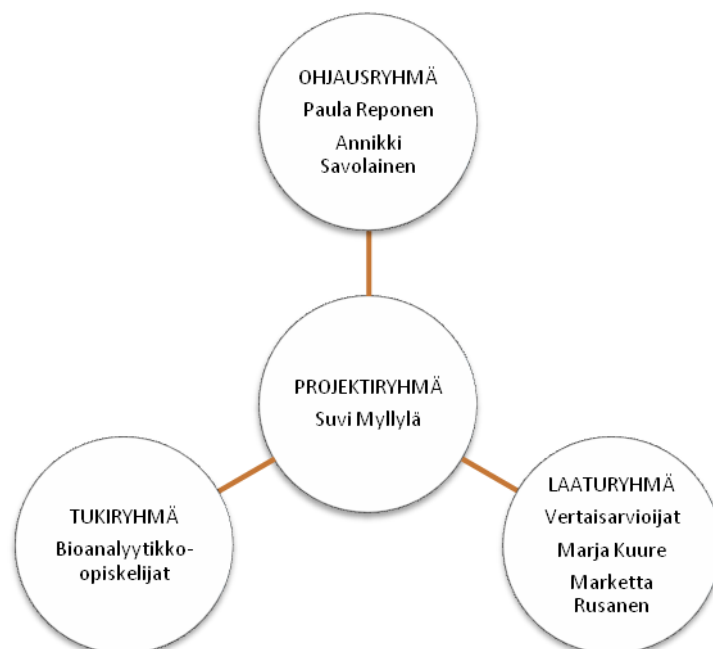 OHJAUSRYHMÄ
Paula Reponen
Annikki
Savolainen
PROJEKTIRYHMÄ
Suvi Myllylä
TUKIRYHMÄ
Bioanalyytikko-
opiskelijat
LAATURYHMÄ
Vertaisarvioijat
Marja Kuure
Marketta
Rusanen